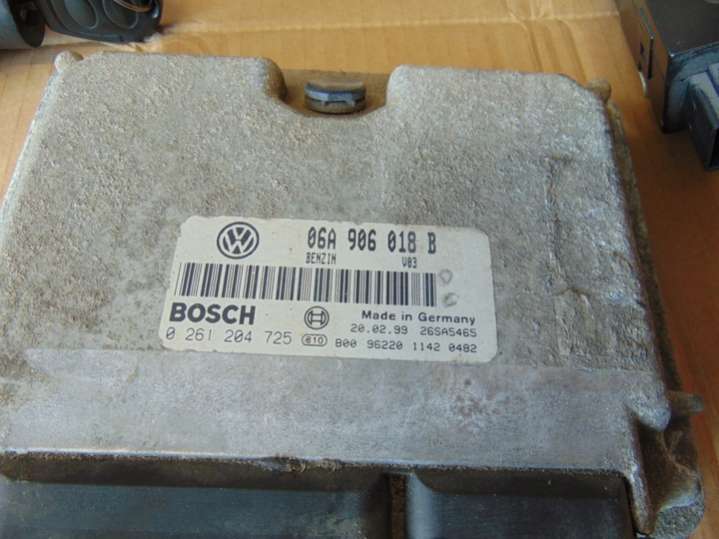 06A 906 018 B
BENZIN V03
BOSCH
Made in Germany
20.02.99 26SA5465
0 261 204 725 e10 B00 96220 1142 0482